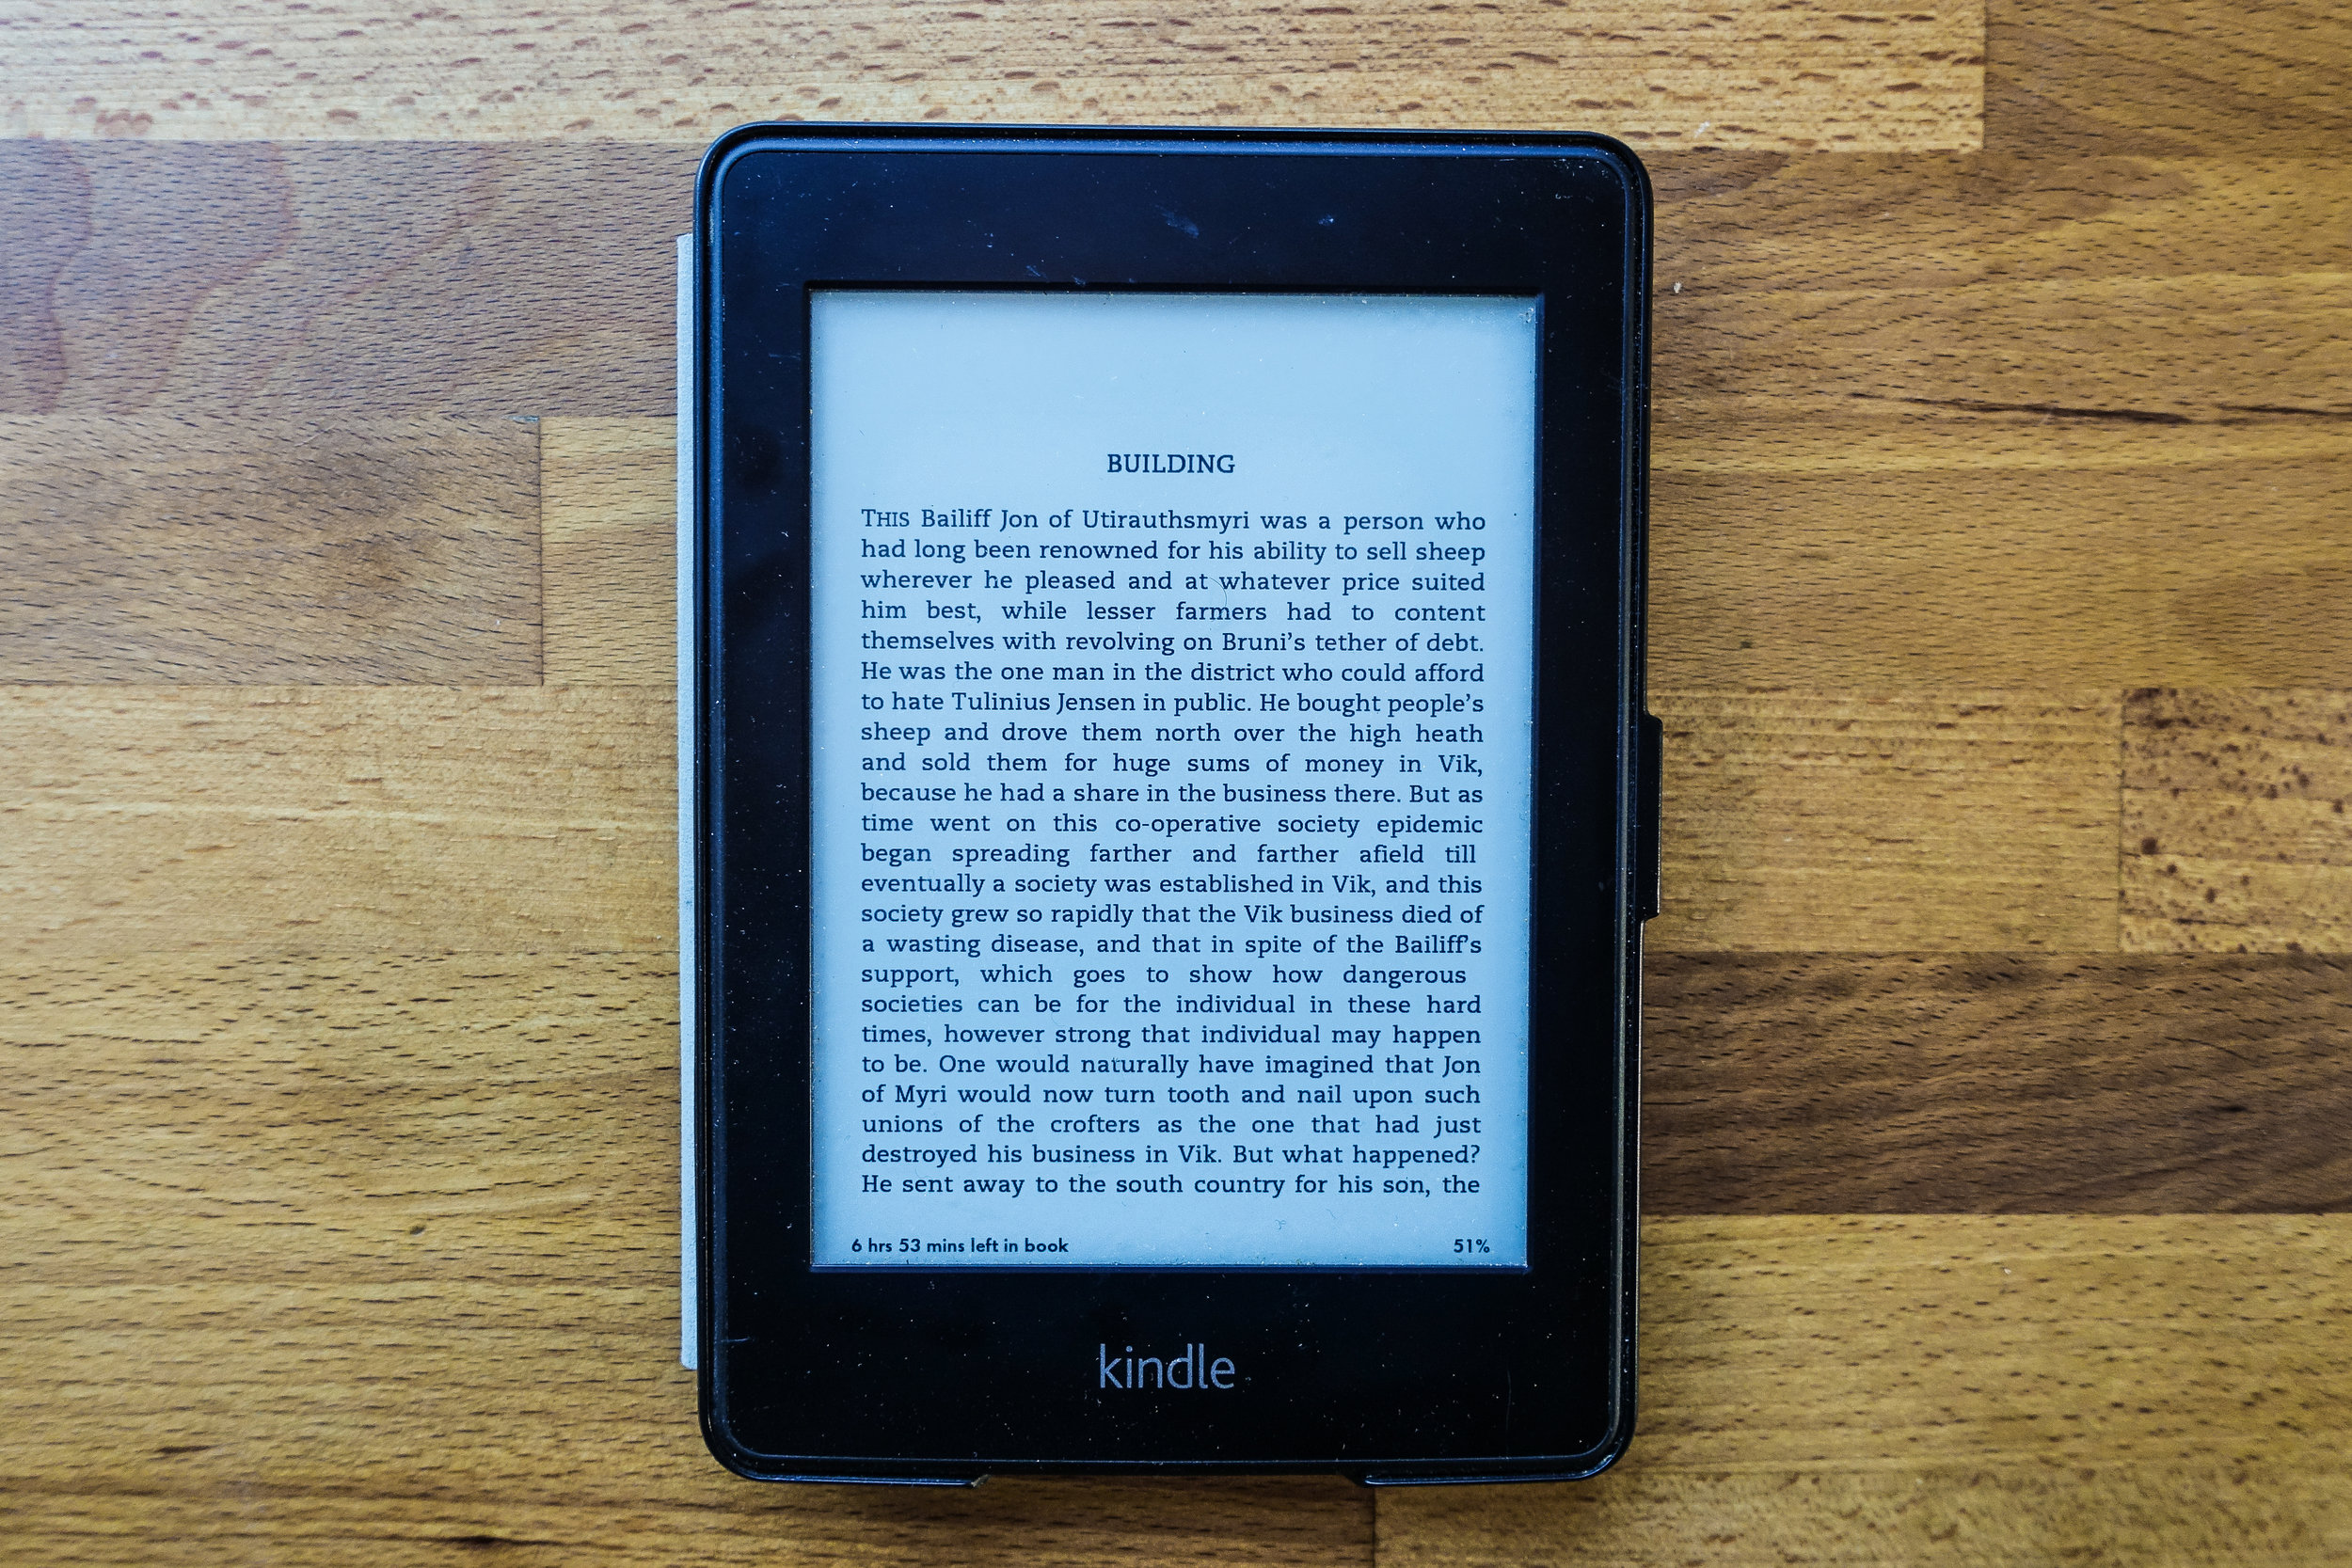 BUILDING
THIS Bailiff Jon of Utirauthsmyri was a person who
had long been renowned for his ability to sell sheep
wherever he pleased and at whatever price suited
him best, while lesser farmers had to content
themselves with revolving on Bruni’s tether of debt.
He was the one man in the district who could afford
to hate Tulinius Jensen in public. He bought people’s
sheep and drove them north over the high heath
and sold them for huge sums of money in Vik,
because he had a share in the business there. But as
time went on this co-operative society epidemic
began spreading farther and farther afield till
eventually a society was established in Vik, and this
society grew so rapidly that the Vik business died of
a wasting disease, and that in spite of the Bailiff’s
support, which goes to show how dangerous
societies can be for the individual in these hard
times, however strong that individual may happen
to be. One would naturally have imagined that Jon
of Myri would now turn tooth and nail upon such
unions of the crofters as the one that had just
destroyed his business in Vik. But what happened?
He sent away to the south country for his son, the
6 hrs 53 mins left in book 51%
kindle